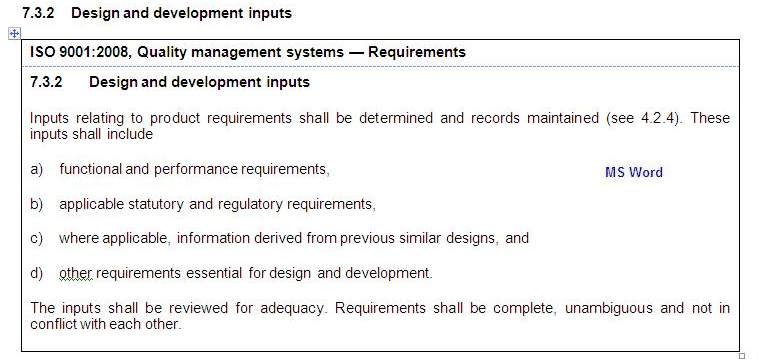 7.3.2 Design and development inputs
ISO 9001:2008, Quality management systems — Requirements
7.3.2 Design and development inputs
Inputs relating to product requirements shall be determined and records maintained (see 4.2.4). These
inputs shall include
a) functional and performance requirements,
MS Word
b) applicable statutory and regulatory requirements,
c) where applicable, information derived from previous similar designs, and
d) other requirements essential for design and development.
The inputs shall be reviewed for adequacy. Requirements shall be complete, unambiguous and not in
conflict with each other.